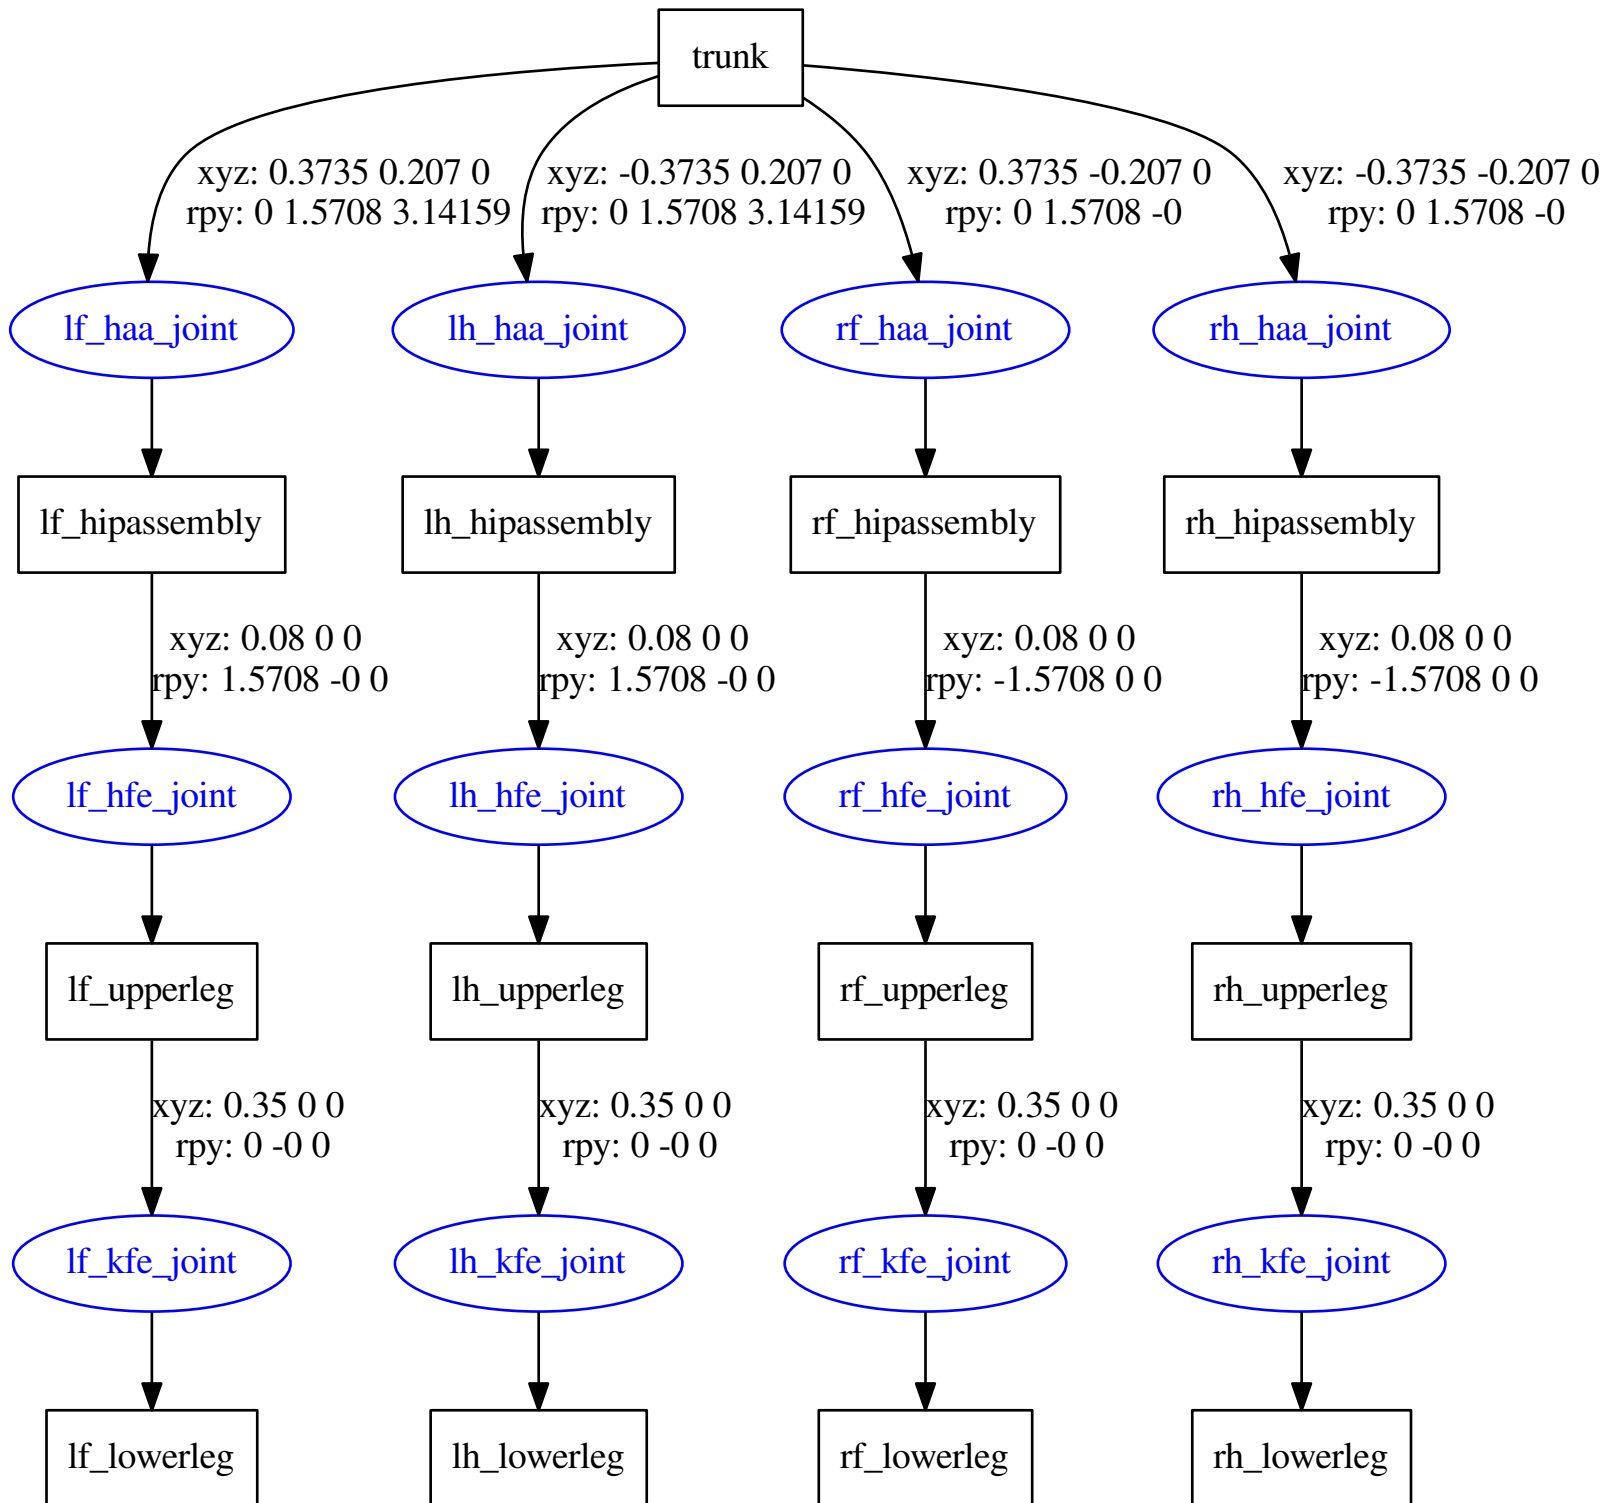 trunk
xyz: 0.3735 0.207 0
rpy: 0 1.5708 3.14159
xyz: -0.3735 0.207 0
rpy: 0 1.5708 3.14159
xyz: 0.3735 -0.207 0
rpy: 0 1.5708 -0
xyz: -0.3735 -0.207 0
rpy: 0 1.5708 -0
lf_haa_joint
lh_haa_joint
rf_haa_joint
rh_haa_joint
lf_hipassembly
lh_hipassembly
rf_hipassembly
rh_hipassembly
xyz: 0.08 0 0
rpy: 1.5708 -0 0
xyz: 0.08 0 0
rpy: 1.5708 -0 0
xyz: 0.08 0 0
rpy: -1.5708 0 0
xyz: 0.08 0 0
rpy: -1.5708 0 0
lf_hfe_joint
lh_hfe_joint
rf_hfe_joint
rh_hfe_joint
lf_upperleg
lh_upperleg
rf_upperleg
rh_upperleg
xyz: 0.35 0 0
rpy: 0 -0 0
xyz: 0.35 0 0
rpy: 0 -0 0
xyz: 0.35 0 0
rpy: 0 -0 0
xyz: 0.35 0 0
rpy: 0 -0 0
lf_kfe_joint
lh_kfe_joint
rf_kfe_joint
rh_kfe_joint
lf_lowerleg
lh_lowerleg
rf_lowerleg
rh_lowerleg